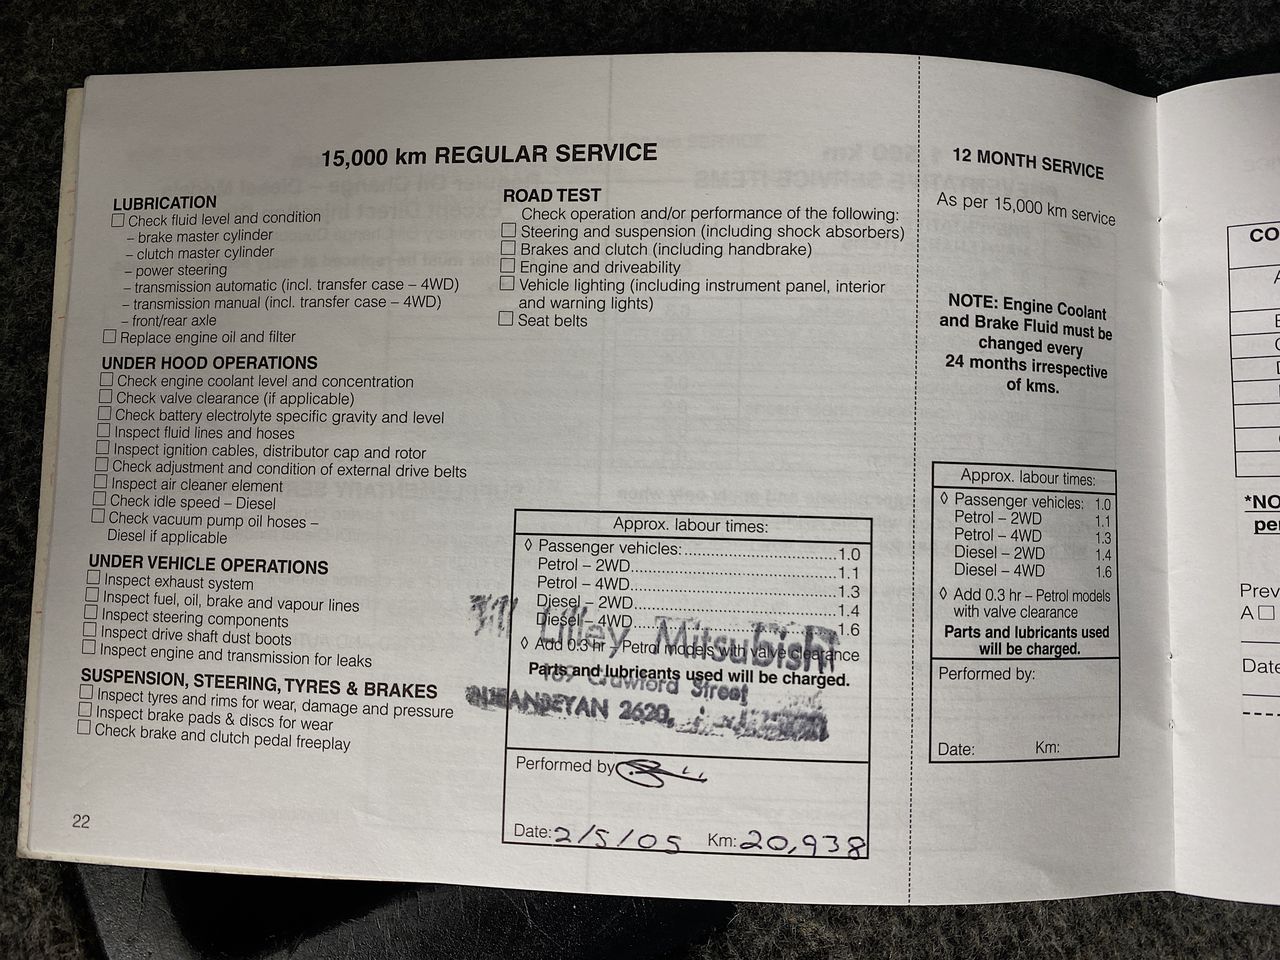 15,000 km REGULAR SERVICE
LUBRICATION
Check fluid level and condition
– brake master cylinder
– clutch master cylinder
– power steering
– transmission automatic (incl. transfer case – 4WD)
– transmission manual (incl. transfer case – 4WD)
– front/rear axle
Replace engine oil and filter
UNDER HOOD OPERATIONS
Check engine coolant level and concentration
Check valve clearance (if applicable)
Check battery electrolyte specific gravity and level
Inspect fluid lines and hoses
Inspect ignition cables, distributor cap and rotor
Check adjustment and condition of external drive belts
Inspect air cleaner element
Check idle speed – Diesel
Check vacuum pump oil hoses –
Diesel if applicable
UNDER VEHICLE OPERATIONS
Inspect exhaust system
Inspect fuel, oil, brake and vapour lines
Inspect steering components
Inspect drive shaft dust boots
Inspect engine and transmission for leaks
SUSPENSION, STEERING, TYRES & BRAKES
Inspect tyres and rims for wear, damage and pressure
Inspect brake pads & discs for wear
Check brake and clutch pedal freeplay
22
ROAD TEST
Check operation and/or performance of the following:
Steering and suspension (including shock absorbers)
Brakes and clutch (including handbrake)
Engine and driveability
Vehicle lighting (including instrument panel, interior
and warning lights)
Seat belts
Approx. labour times:
◊ Passenger vehicles:..............................1.0
Petrol – 2WD........................................1.1
Petrol – 4WD........................................1.3
Diesel – 2WD........................................1.4
Diesel – 4WD........................................1.6
◊ Add 0.3 hr – Petrol models with valve clearance
Parts and lubricants used will be charged.
Lilley Mitsubishi
169 Crawford Street
QUEANBEYAN 2620
Performed by
Date: 2/5/05 Km: 20,938
12 MONTH SERVICE
As per 15,000 km service
NOTE: Engine Coolant
and Brake Fluid must be
changed every
24 months irrespective
of kms.
Approx. labour times:
◊ Passenger vehicles: 1.0
Petrol – 2WD 1.1
Petrol – 4WD 1.3
Diesel – 2WD 1.4
Diesel – 4WD 1.6
◊ Add 0.3 hr – Petrol models
with valve clearance
Parts and lubricants used
will be charged.
Performed by:
Date: Km:
CO
*NO
pe
Prev
A
Date